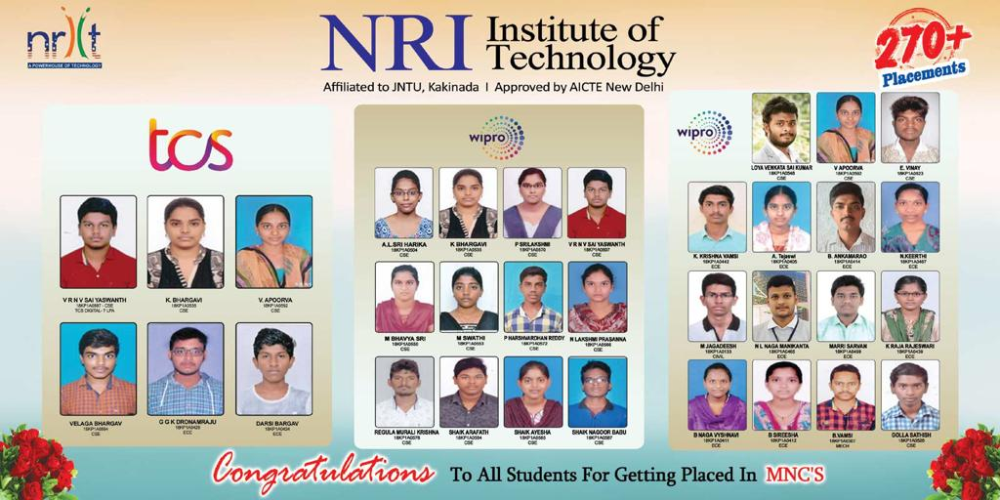 nriit
A POWERHOUSE OF TECHNOLOGY
NRI Institute of Technology
Affiliated to JNTU, Kakinada I Approved by AICTE New Delhi
270+
Placements
tcs
V R N V SAI YASWANTH
18KP1A0597 - CSE
TCS DIGITAL- 7 LPA
K. BHARGAVI
18KP1A0535
CSE
V. APOORVA
18KP1A0592
CSE
VELAGA BHARGAV
18KP1A0594
CSE
G G K DRONAMRAJU
18KP1A0429
ECE
DARSI BARGAV
18KP1A0424
ECE
wipro
A.L.SRI HARIKA
18KP1A0504
CSE
K BHARGAVI
18KP1A0535
CSE
P SRILAKSHMI
18KP1A0570
CSE
V R N V SAI YASWANTH
18KP1A0597
CSE
M BHAVYA SRI
18KP1A0550
CSE
M SWATHI
18KP1A0553
CSE
P HARSHVARDHAN REDDY
18KP1A0572
CSE
N LAKSHMI PRASANNA
18KP1A0566
CSE
REGULA MURALI KRISHNA
18KP1A0576
CSE
SHAIK ARAFATH
18KP1A0584
CSE
SHAIK AYESHA
18KP1A0585
CSE
SHAIK NAGOOR BABU
18KP1A0587
CSE
wipro
LOYA VENKATA SAI KUMAR
18KP1A0548
CSE
V APOORVA
18KP1A0592
CSE
E. VINAY
18KP1A0523
CSE
K. KRISHNA VAMSI
18KP1A0442
ECE
A. Tejaswi
18KP1A0405
ECE
B. ANKAMARAO
18KP1A0414
ECE
N.KEERTHI
18KP1A0467
ECE
M JAGADEESH
18KP1A0133
CIVIL
N L NAGA MANIKANTA
18KP1A0466
ECE
MARRI SARVAN
18KP1A0459
ECE
K RAJA RAJESWARI
18KP1A0439
ECE
B NAGA VYSHNAVI
18KP1A0411
ECE
B SIREESHA
18KP1A0412
ECE
B.VAMSI
18KP1A0307
MECH
GOLLA SATHISH
18KP1A0526
CSE
Congratulations To All Students For Getting Placed In MNC'S